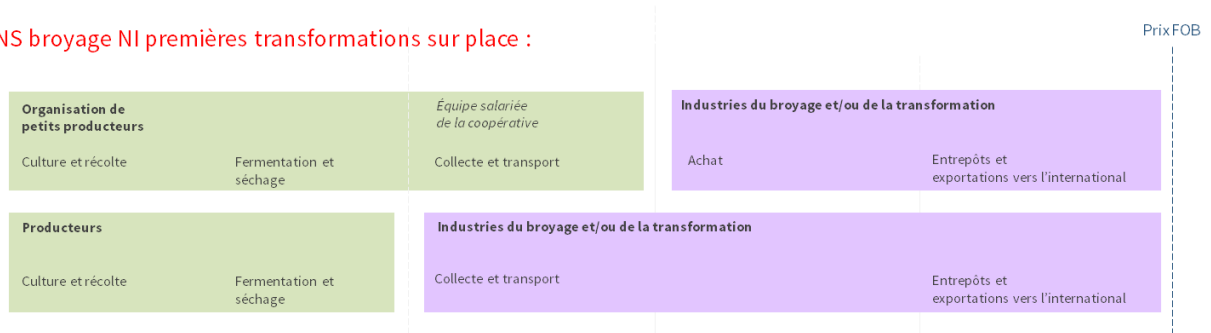 NS broyage NI premières transformations sur place :
Prix FOB
Organisation de
petits producteurs
Équipe salariée
de la coopérative
Industries du broyage et/ou de la transformation
Culture et récolte
Fermentation et
séchage
Collecte et transport
Achat
Entrepôts et
exportations vers l'international
Producteurs
Industries du broyage et/ou de la transformation
Culture et récolte
Fermentation et
séchage
Collecte et transport
Entrepôts et
exportations vers l'international